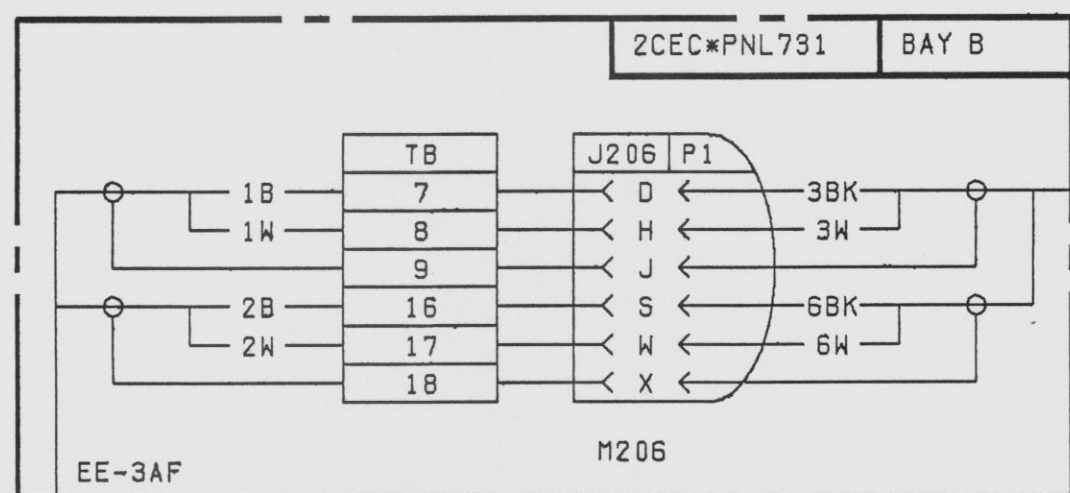 2CEC*PNL731 BAY B
TB J206 P1
1B 7 D 3BK
1W 8 H 3W
9 J
2B 16 S 6BK
2W 17 W 6W
18 X
M206
EE-3AF